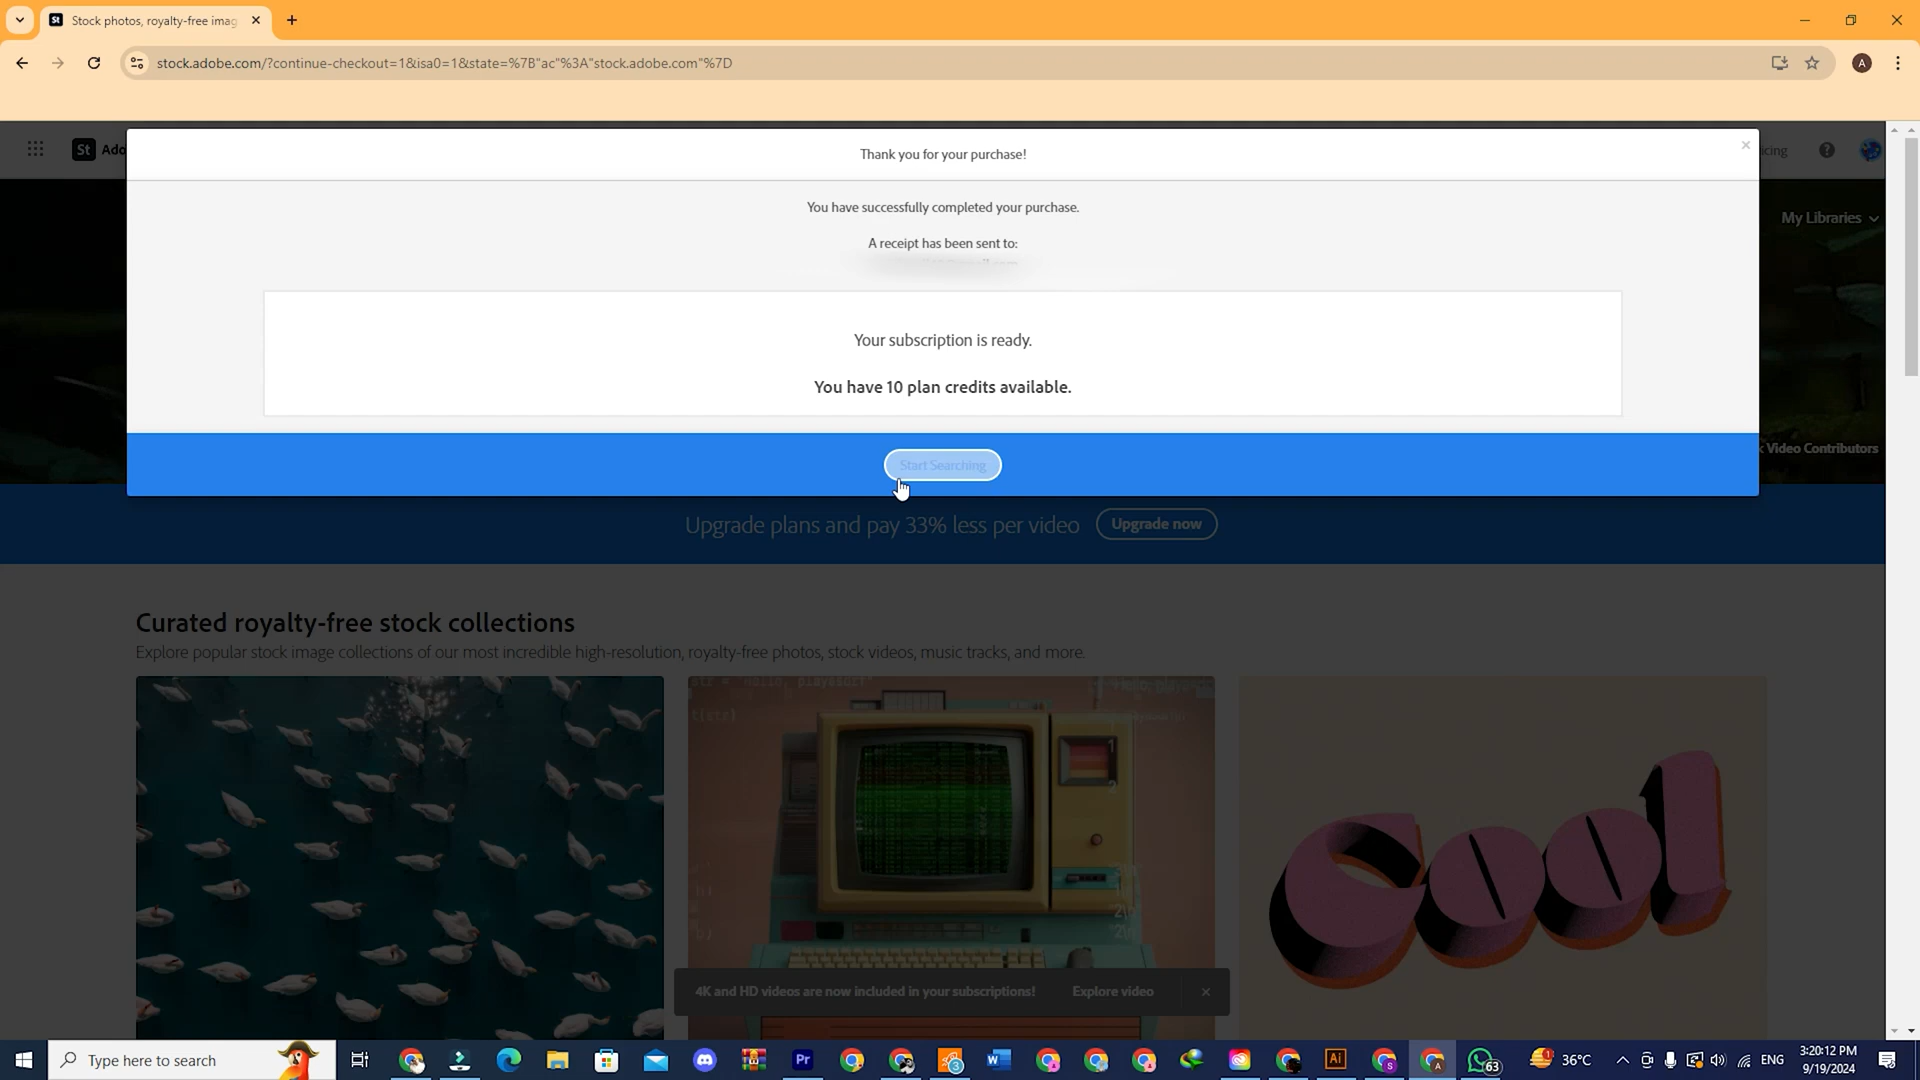 Stock photos, royalty-free imag
stock.adobe.com/?continue-checkout=1&isa0=1&state=%7B"ac"%3A"stock.adobe.com"%7D
A
St Ado
Thank you for your purchase!
icing
You have successfully completed your purchase.
My Libraries
A receipt has been sent to:
Your subscription is ready.
You have 10 plan credits available.
Video Contributors
Start Searching
Upgrade plans and pay 33% less per video
Upgrade now
Curated royalty-free stock collections
Explore popular stock image collections of our most incredible high-resolution, royalty-free photos, stock videos, music tracks, and more.
cool
4K and HD videos are now included in your subscriptions!
Explore video
Type here to search
36°C
ENG
3:20:12 PM
9/19/2024
63